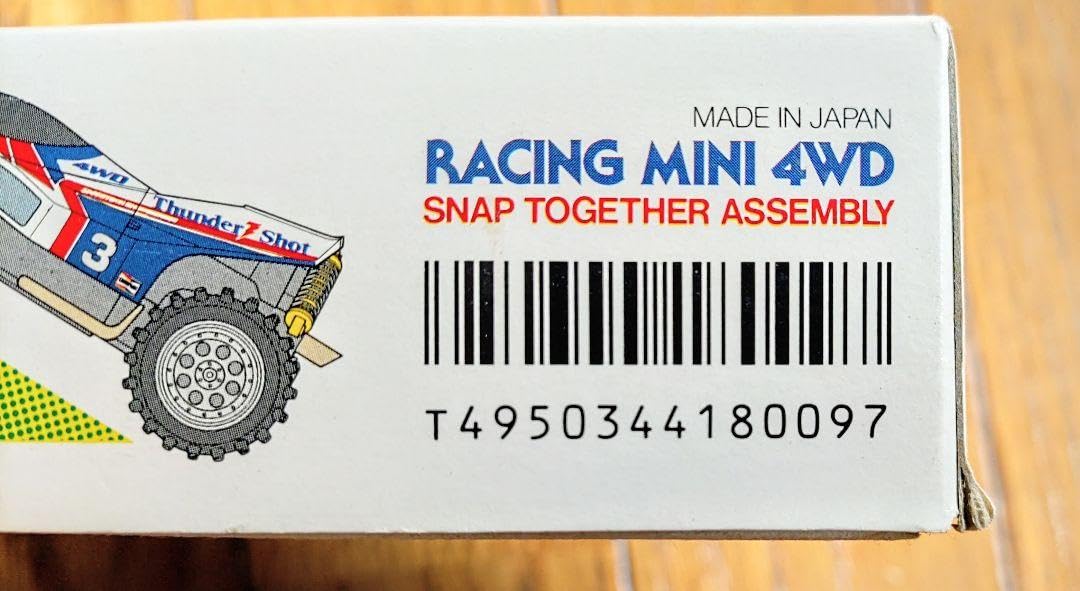 MADE IN JAPAN
RACING MINI 4WD
SNAP TOGETHER ASSEMBLY
T4950344180097
4WD
Thunder Shot
3